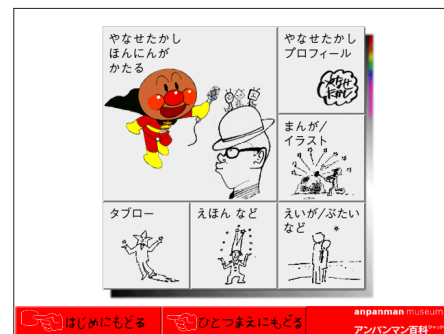 やなせたかし
ほんにんが
かたる
やなせたかし
プロフィール
まんが/
イラスト
タブロー
えほん など
えいが/ぶたい
など
はじめにもどる
ひとつまえにもどる
anpanman museum
アンパンマン百科